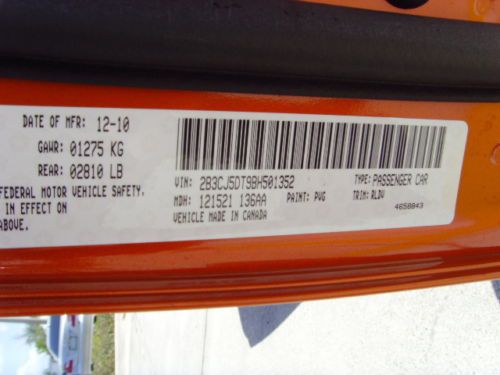 DATE OF MFR: 12-10
GAWR: 01275 KG
REAR: 02810 LB
FEDERAL MOTOR VEHICLE SAFETY.
IN EFFECT ON
ABOVE.
VIN: 2B3CJ5DT9BH501352
TYPE: PASSENGER CAR
MDH: 121521 136AA
PAINT: PVG
TRIM: RLDV
VEHICLE MADE IN CANADA
4658843